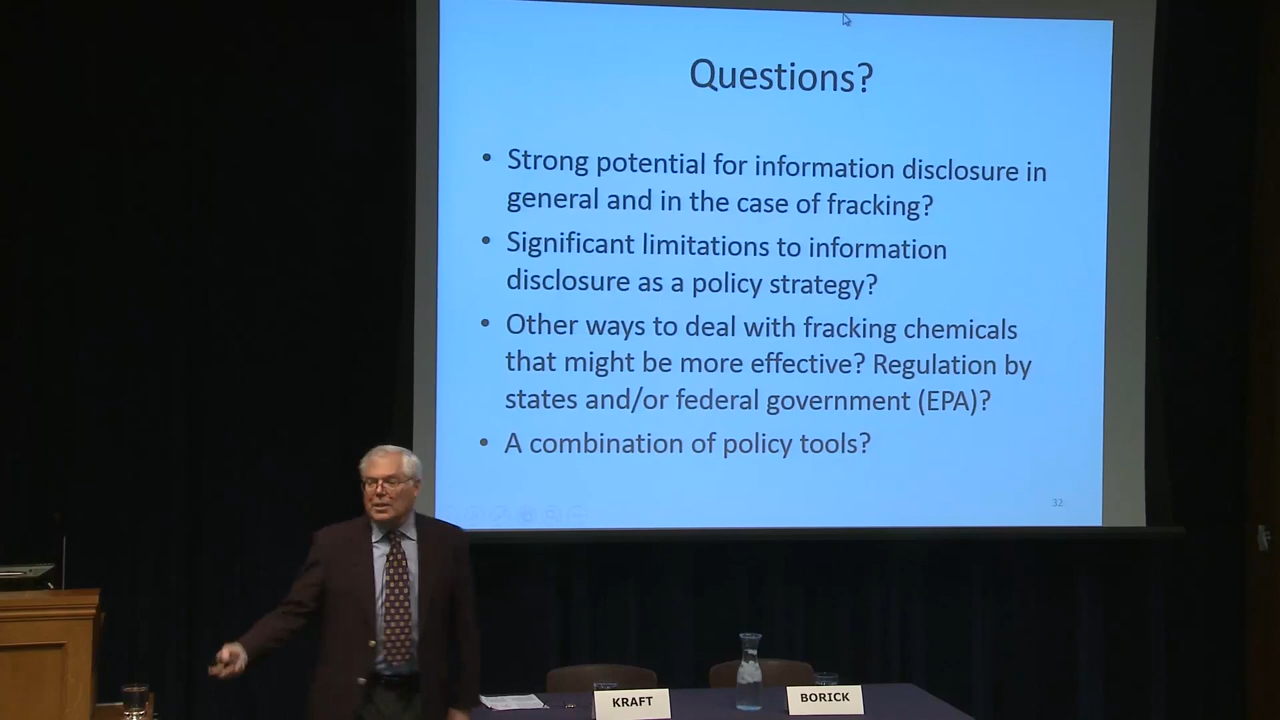 Questions?
• Strong potential for information disclosure in
general and in the case of fracking?
• Significant limitations to information
disclosure as a policy strategy?
• Other ways to deal with fracking chemicals
that might be more effective? Regulation by
states and/or federal government (EPA)?
• A combination of policy tools?
32
KRAFT
BORICK